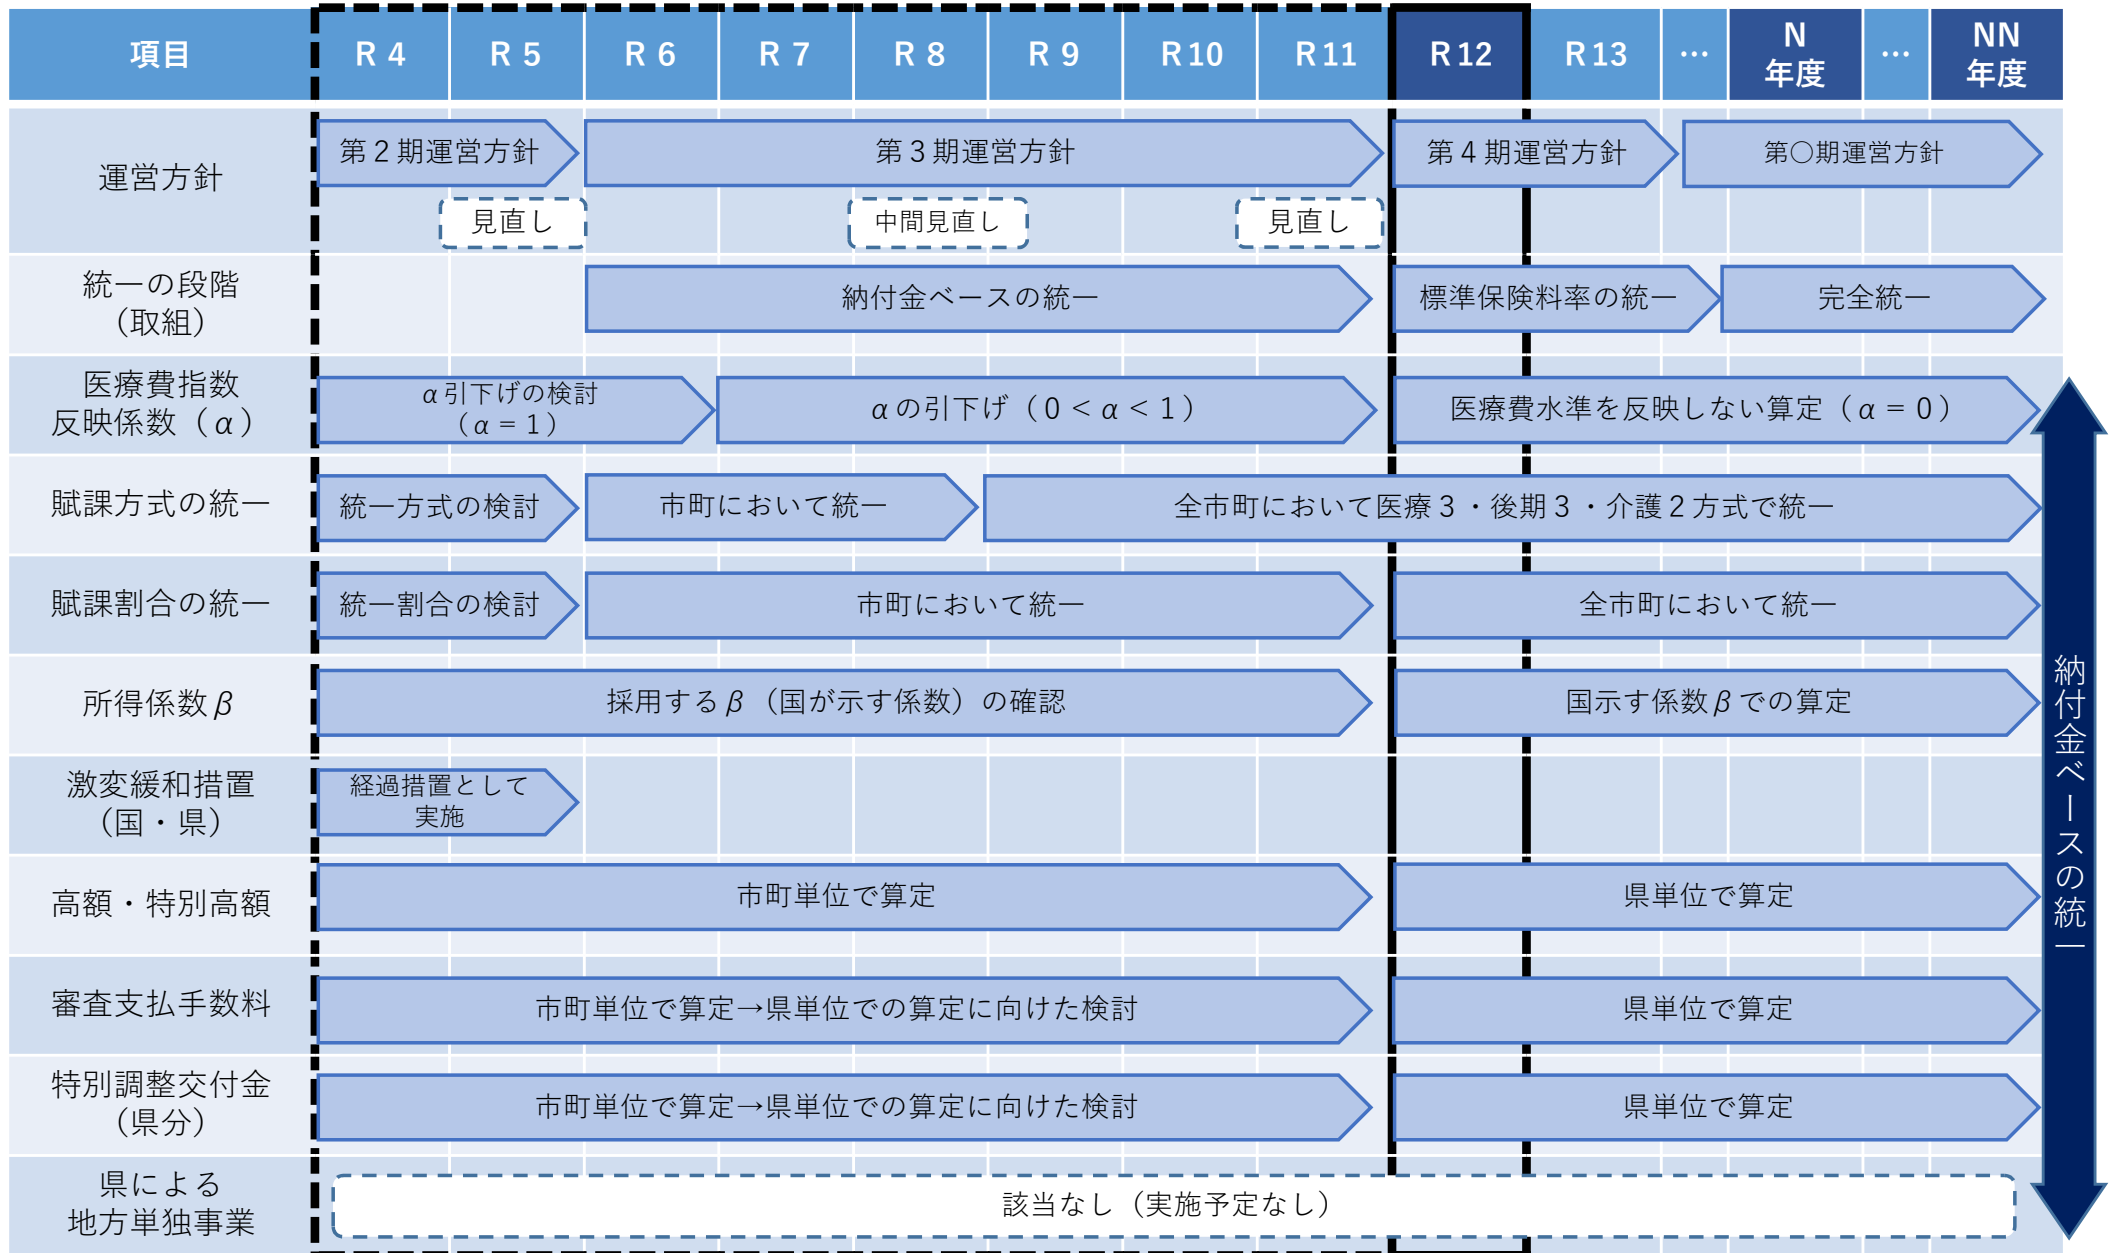 項目
R 4
R 5
R 6
R 7
R 8
R 9
R10
R11
R12
R13
…
N
年度
…
NN
年度
運営方針
第２期運営方針
第３期運営方針
第４期運営方針
第〇期運営方針
見直し
中間見直し
見直し
統一の段階
（取組）
納付金ベースの統一
標準保険料率の統一
完全統一
医療費指数
反映係数（α）
α引下げの検討
（α＝1）
αの引下げ（0＜α＜1）
医療費水準を反映しない算定（α＝0）
賦課方式の統一
統一方式の検討
市町において統一
全市町において医療３・後期３・介護２方式で統一
賦課割合の統一
統一割合の検討
市町において統一
全市町において統一
所得係数β
採用するβ（国が示す係数）の確認
国示す係数βでの算定
激変緩和措置
（国・県）
経過措置として
実施
高額・特別高額
市町単位で算定
県単位で算定
審査支払手数料
市町単位で算定→県単位での算定に向けた検討
県単位で算定
特別調整交付金
（県分）
市町単位で算定→県単位での算定に向けた検討
県単位で算定
県による
地方単独事業
該当なし（実施予定なし）
納付金ベースの統一